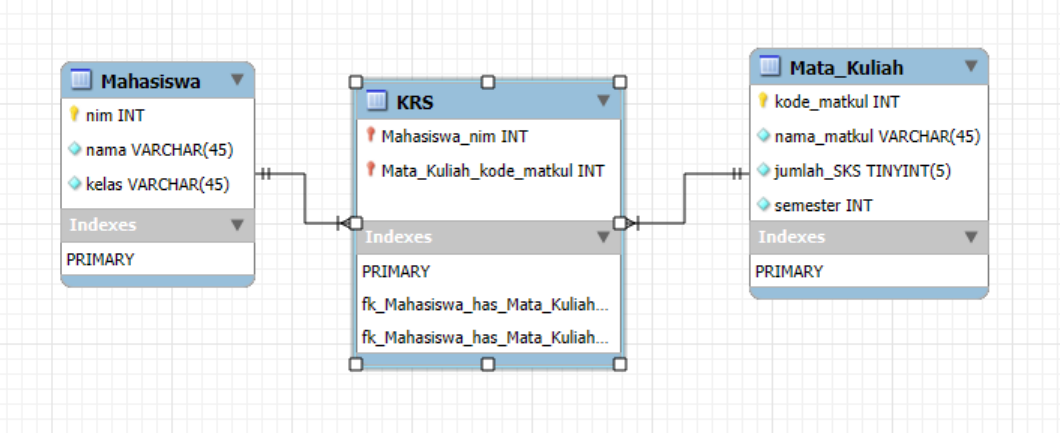 Mahasiswa
nim INT
nama VARCHAR(45)
kelas VARCHAR(45)
Indexes
PRIMARY
KRS
Mahasiswa_nim INT
Mata_Kuliah_kode_matkul INT
Indexes
PRIMARY
fk_Mahasiswa_has_Mata_Kuliah...
fk_Mahasiswa_has_Mata_Kuliah...
Mata_Kuliah
kode_matkul INT
nama_matkul VARCHAR(45)
jumlah_SKS TINYINT(5)
semester INT
Indexes
PRIMARY